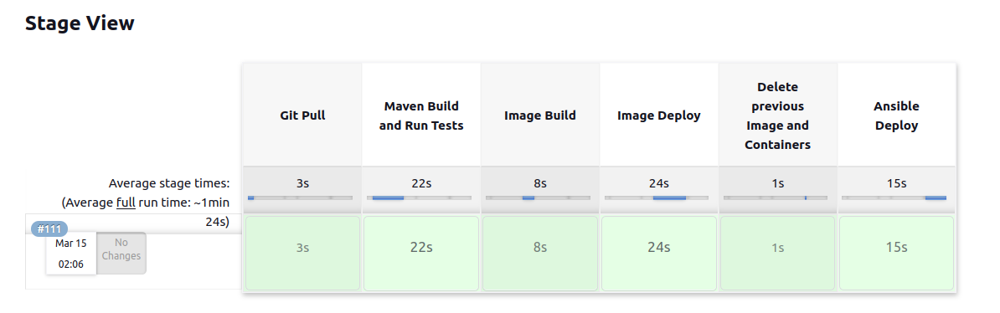 Stage View
Git Pull
Maven Build
and Run Tests
Image Build
Image Deploy
Delete
previous
Image and
Containers
Ansible
Deploy
Average stage times:
(Average full run time: ~1min
24s)
3s
22s
8s
24s
1s
15s
#111
Mar 15
02:06
No
Changes
3s
22s
8s
24s
1s
15s